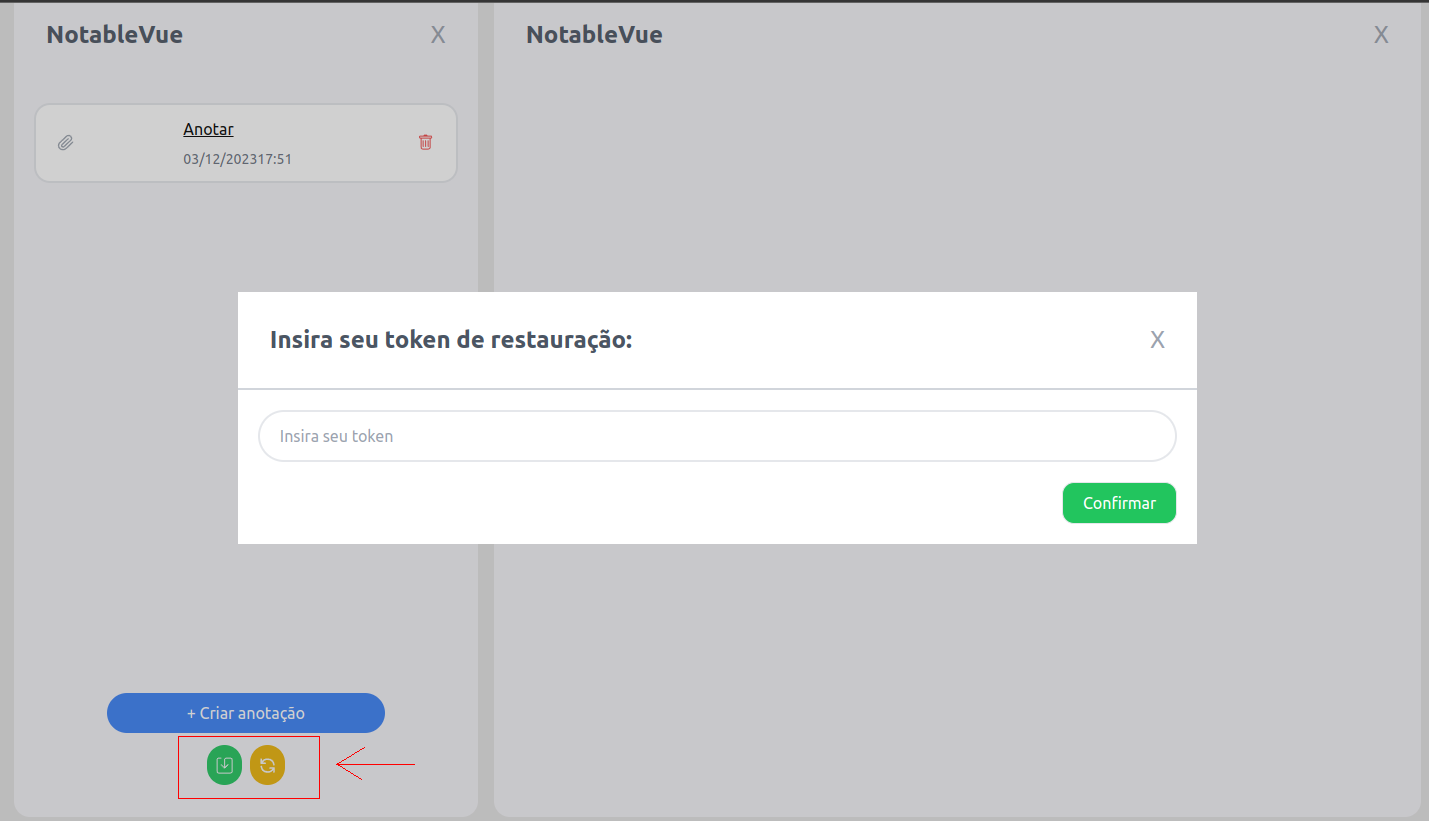 NotableVue
X
NotableVue
X
Anotar
03/12/202317:51
Insira seu token de restauração:
X
Insira seu token
Confirmar
+ Criar anotação